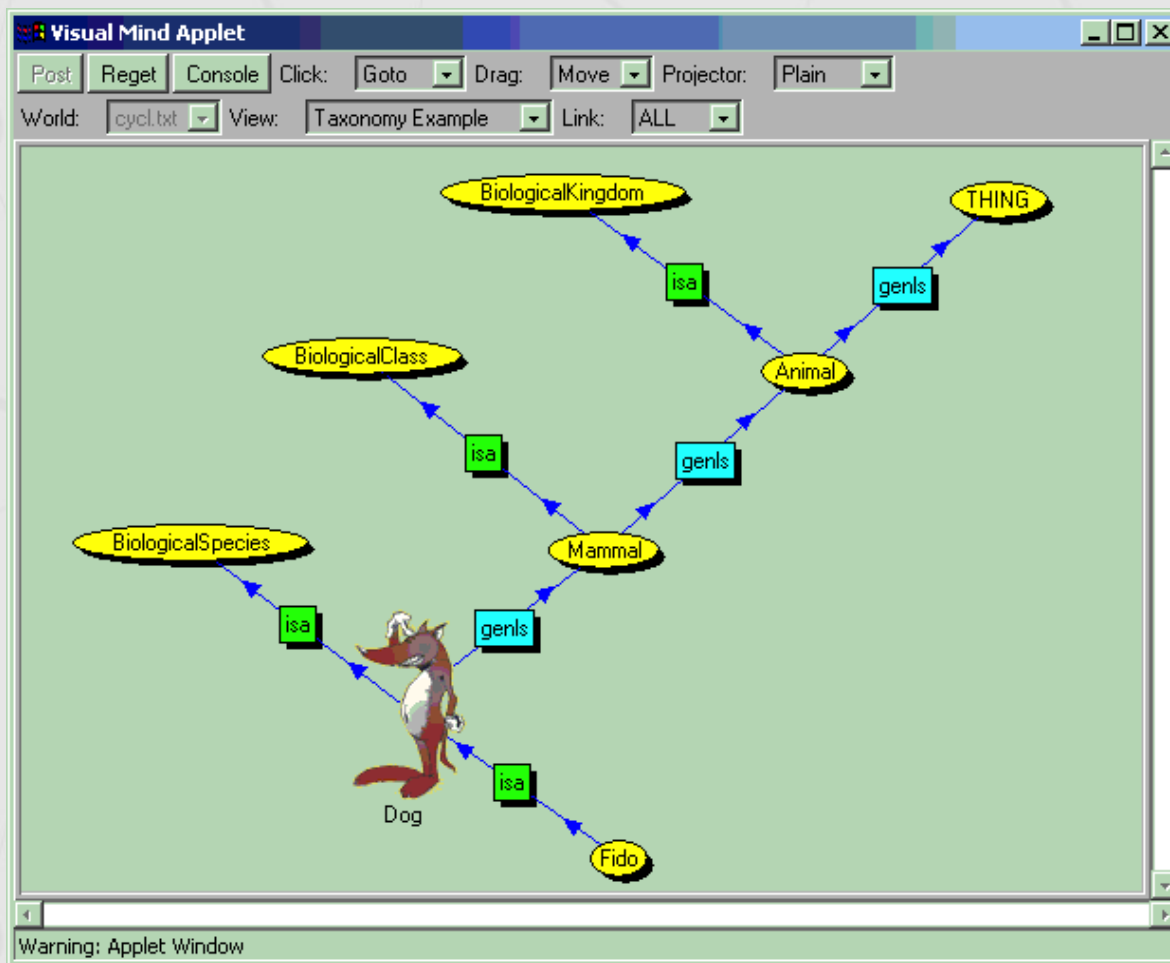 Visual Mind Applet
Post Reget Console Click: Goto Drag: Move Projector: Plain
World: cycl.txt View: Taxonomy Example Link: ALL
BiologicalKingdom
THING
isa
genls
BiologicalClass
Animal
isa
genls
BiologicalSpecies
Mammal
isa
genls
isa
Dog
Fido
Warning: Applet Window